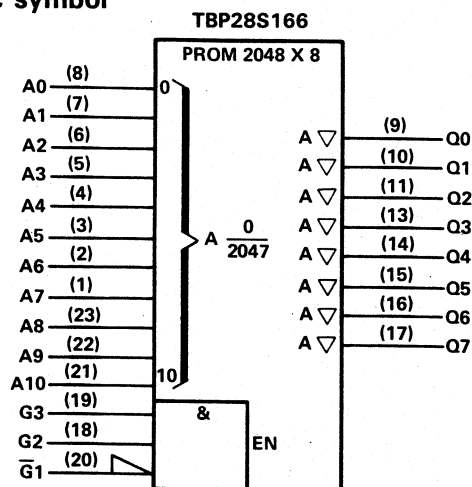 symbol
TBP28S166
PROM 2048 X 8
A0 (8) 0
A1 (7)
A2 (6)
A3 (5)
A4 (4)
A5 (3)
A6 (2)
A7 (1)
A8 (23)
A9 (22)
A10 (21) 10
A 0
2047
G3 (19)
G2 (18)
G̅1 (20)
&
EN
A ▽ (9) Q0
A ▽ (10) Q1
A ▽ (11) Q2
A ▽ (13) Q3
A ▽ (14) Q4
A ▽ (15) Q5
A ▽ (16) Q6
A ▽ (17) Q7